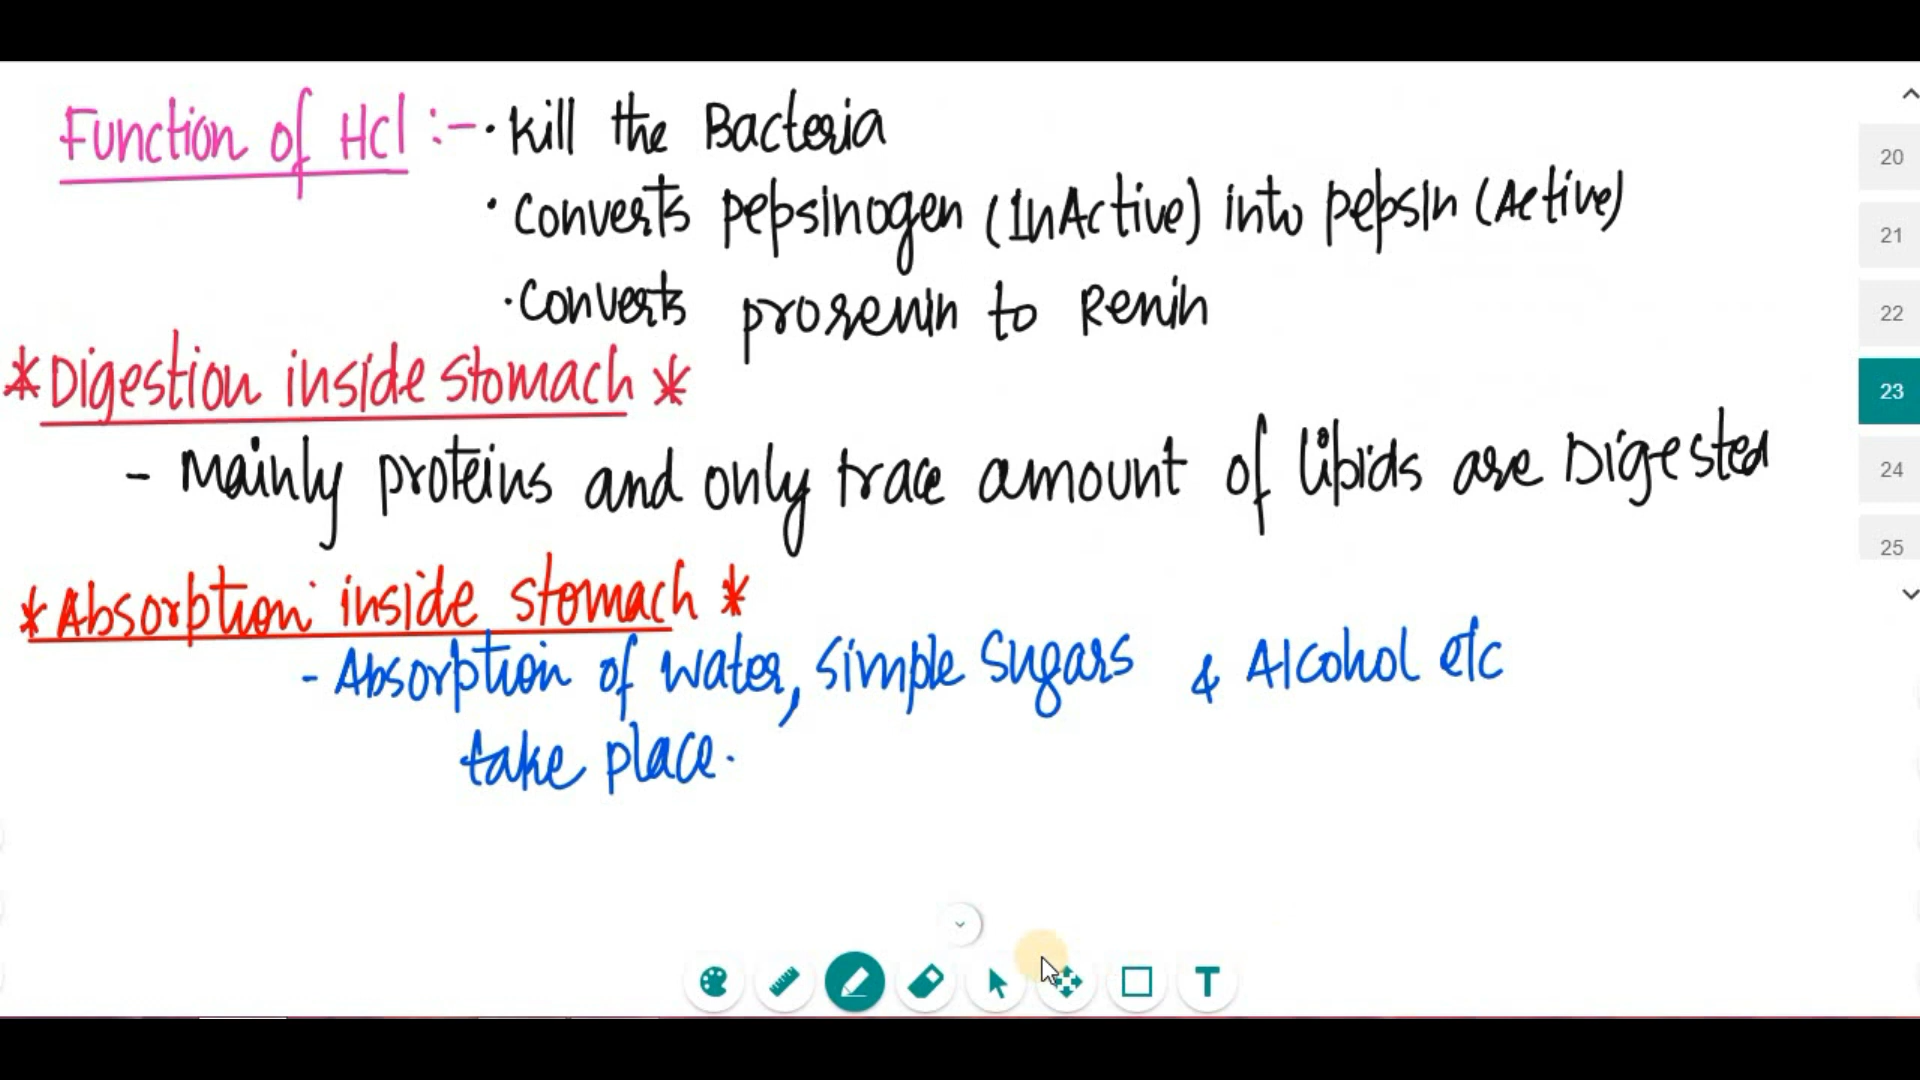 Function of Hcl :- · Kill the Bacteria
· Converts pepsinogen (InActive) into pepsin (Active)
· Converts prorenin to Renin
* Digestion inside stomach *
- Mainly proteins and only trace amount of lipids are Digested
* Absorption inside stomach *
- Absorption of water, simple Sugars & Alcohol etc
take place.
20
21
22
23
24
25
T